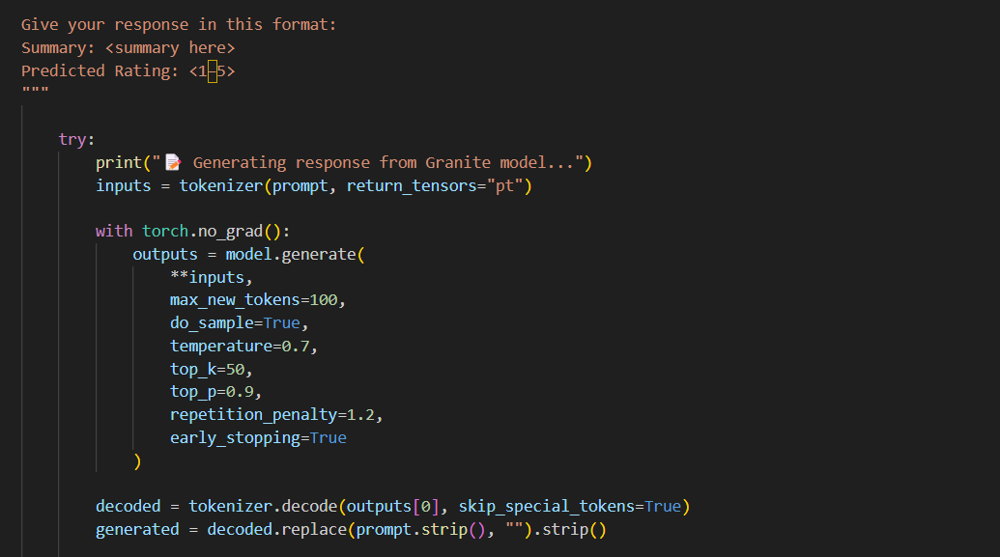 Give your response in this format:
Summary: <summary here>
Predicted Rating: <1–5>
"""
try:
print("📝 Generating response from Granite model...")
inputs = tokenizer(prompt, return_tensors="pt")
with torch.no_grad():
outputs = model.generate(
**inputs,
max_new_tokens=100,
do_sample=True,
temperature=0.7,
top_k=50,
top_p=0.9,
repetition_penalty=1.2,
early_stopping=True
)
decoded = tokenizer.decode(outputs[0], skip_special_tokens=True)
generated = decoded.replace(prompt.strip(), "").strip()